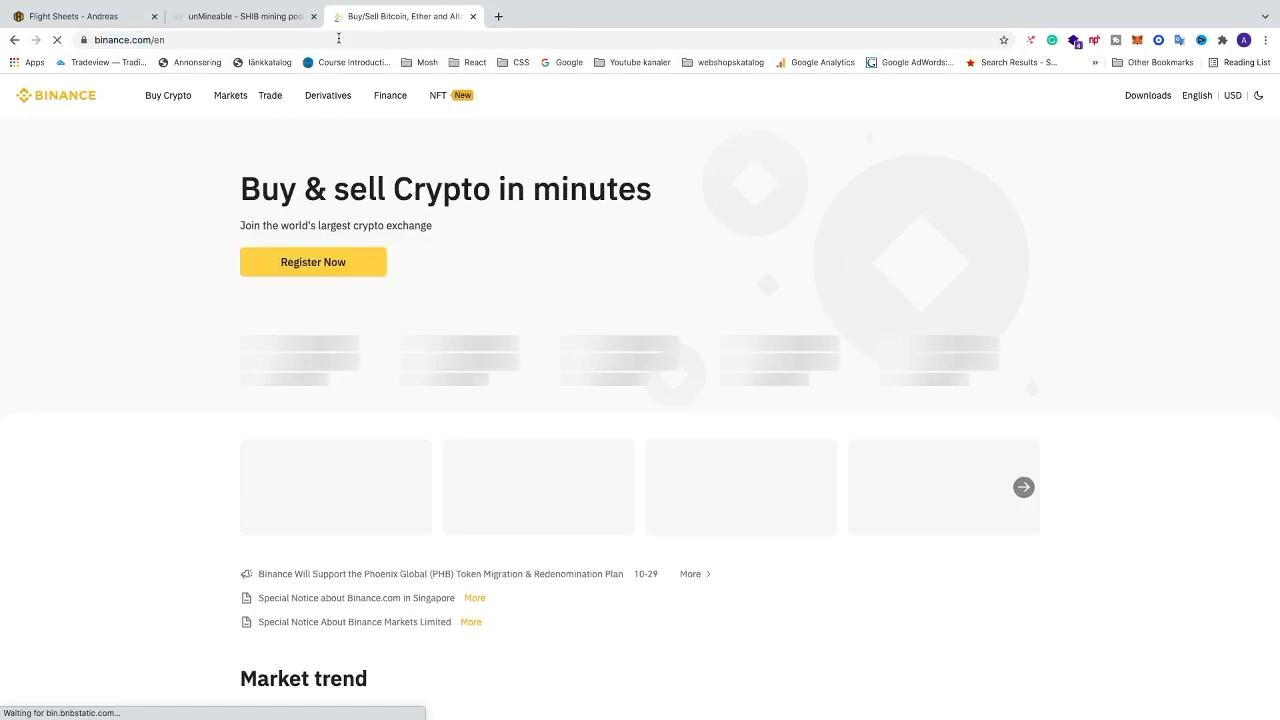 Flight Sheets - Andreas
unMineable - SHIB mining poo
Buy/Sell Bitcoin, Ether and Alt
binance.com/en
Apps
Tradeview – Tradi...
Annonsering
länkkatalog
Course Introducti...
Mosh
React
CSS
Google
Youtube kanaler
webshopskatalog
Google Analytics
Google AdWords:...
Search Results - S...
»
Other Bookmarks
Reading List
BINANCE
Buy Crypto
Markets
Trade
Derivatives
Finance
NFT New
Downloads
English
USD
Buy & sell Crypto in minutes
Join the world's largest crypto exchange
Register Now
Binance Will Support the Phoenix Global (PHB) Token Migration & Redenomination Plan 10-29 More
Special Notice about Binance.com in Singapore More
Special Notice About Binance Markets Limited More
Market trend
Waiting for bin.bnbstatic.com...